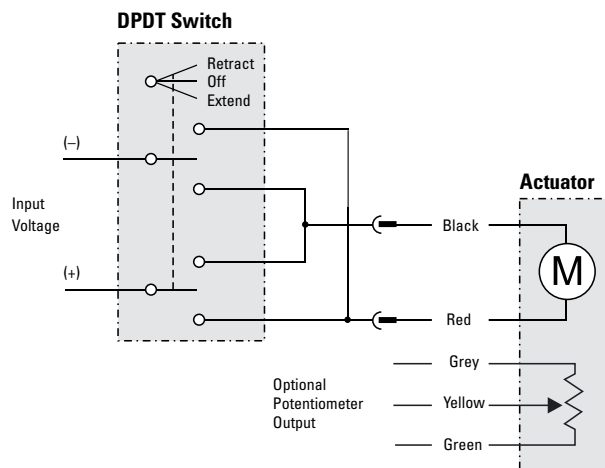 DPDT Switch
Retract
Off
Extend
(–)
Input
Voltage
(+)
Actuator
Black
M
Red
Grey
Optional
Potentiometer
Output
Yellow
Green